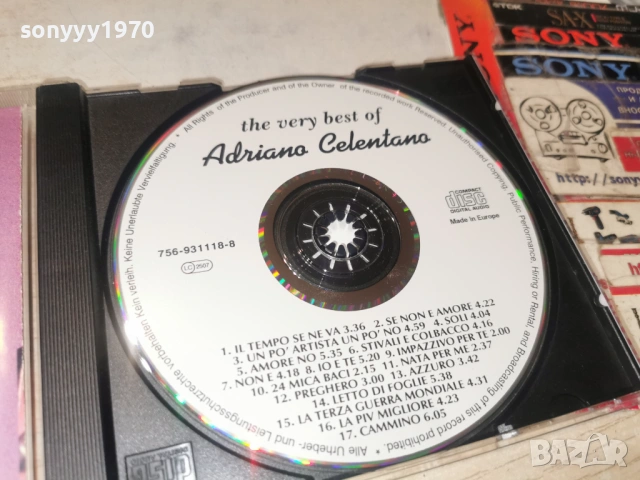 sonyyy1970
the very best of
Adriano Celentano
All Rights of the Producer and of the Owner of the recorded work Reserved. Unauthorised Copying, Public Performance, Hiring or Rental, and Broadcasting of this record prohibited. • Alle Urheber- und Leistungsschutzrechte vorbehalten Kein verleih: Keine Unerlaubte Vervielfältigung. •
COMPACT
disc
DIGITAL AUDIO
Made in Europe
756-931118-8
LC 2507
1. IL TEMPO SE NE VA 3.36 2. SE NON E AMORE 4.22
3. UN PO' ARTISTA UN PO' NO 4.59 4. SOLI 4.04
5. AMORE NO 5.35 6. STIVALI E COLBACCO 4.16
7. NON E 4.18 8. IO E TE 5.20 9. IMPAZZIVO PER TE 2.00
10. 24 MICA BACI 2.15 11. NATA PER ME 2.37
12. PREGHERO 3.00 13. AZZURO 3.42
14. LETTO DI FOGLIE 5.38
15. LA TERZA GUERRA MONDIALE 4.31
16. LA PIV MIGLIORE 4.23
17. CAMMINO 6.05
TDK
SA-X
SONY
SONY
SONY
И
http://sony
BAZAR